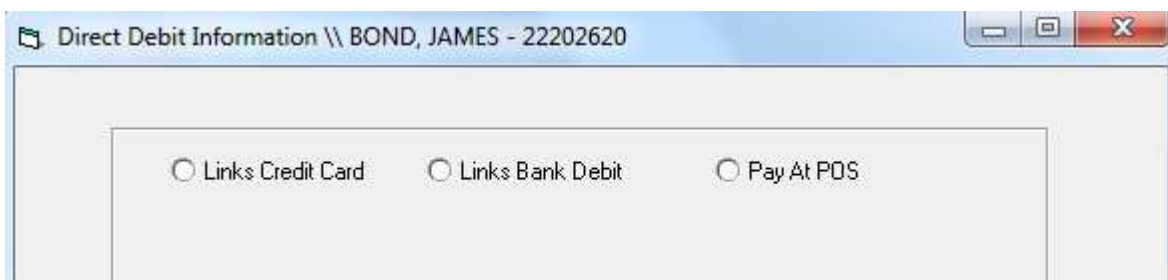 Direct Debit Information \\ BOND, JAMES - 22202620
Links Credit Card Links Bank Debit Pay At POS